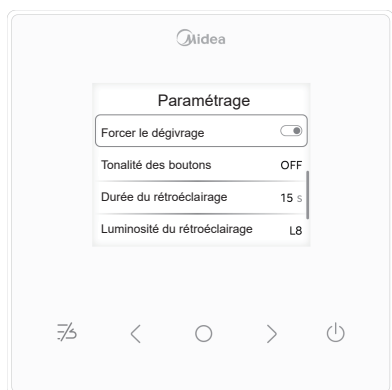 Midea
Paramétrage
Forcer le dégivrage
Tonalité des boutons OFF
Durée du rétroéclairage 15 s
Luminosité du rétroéclairage L8